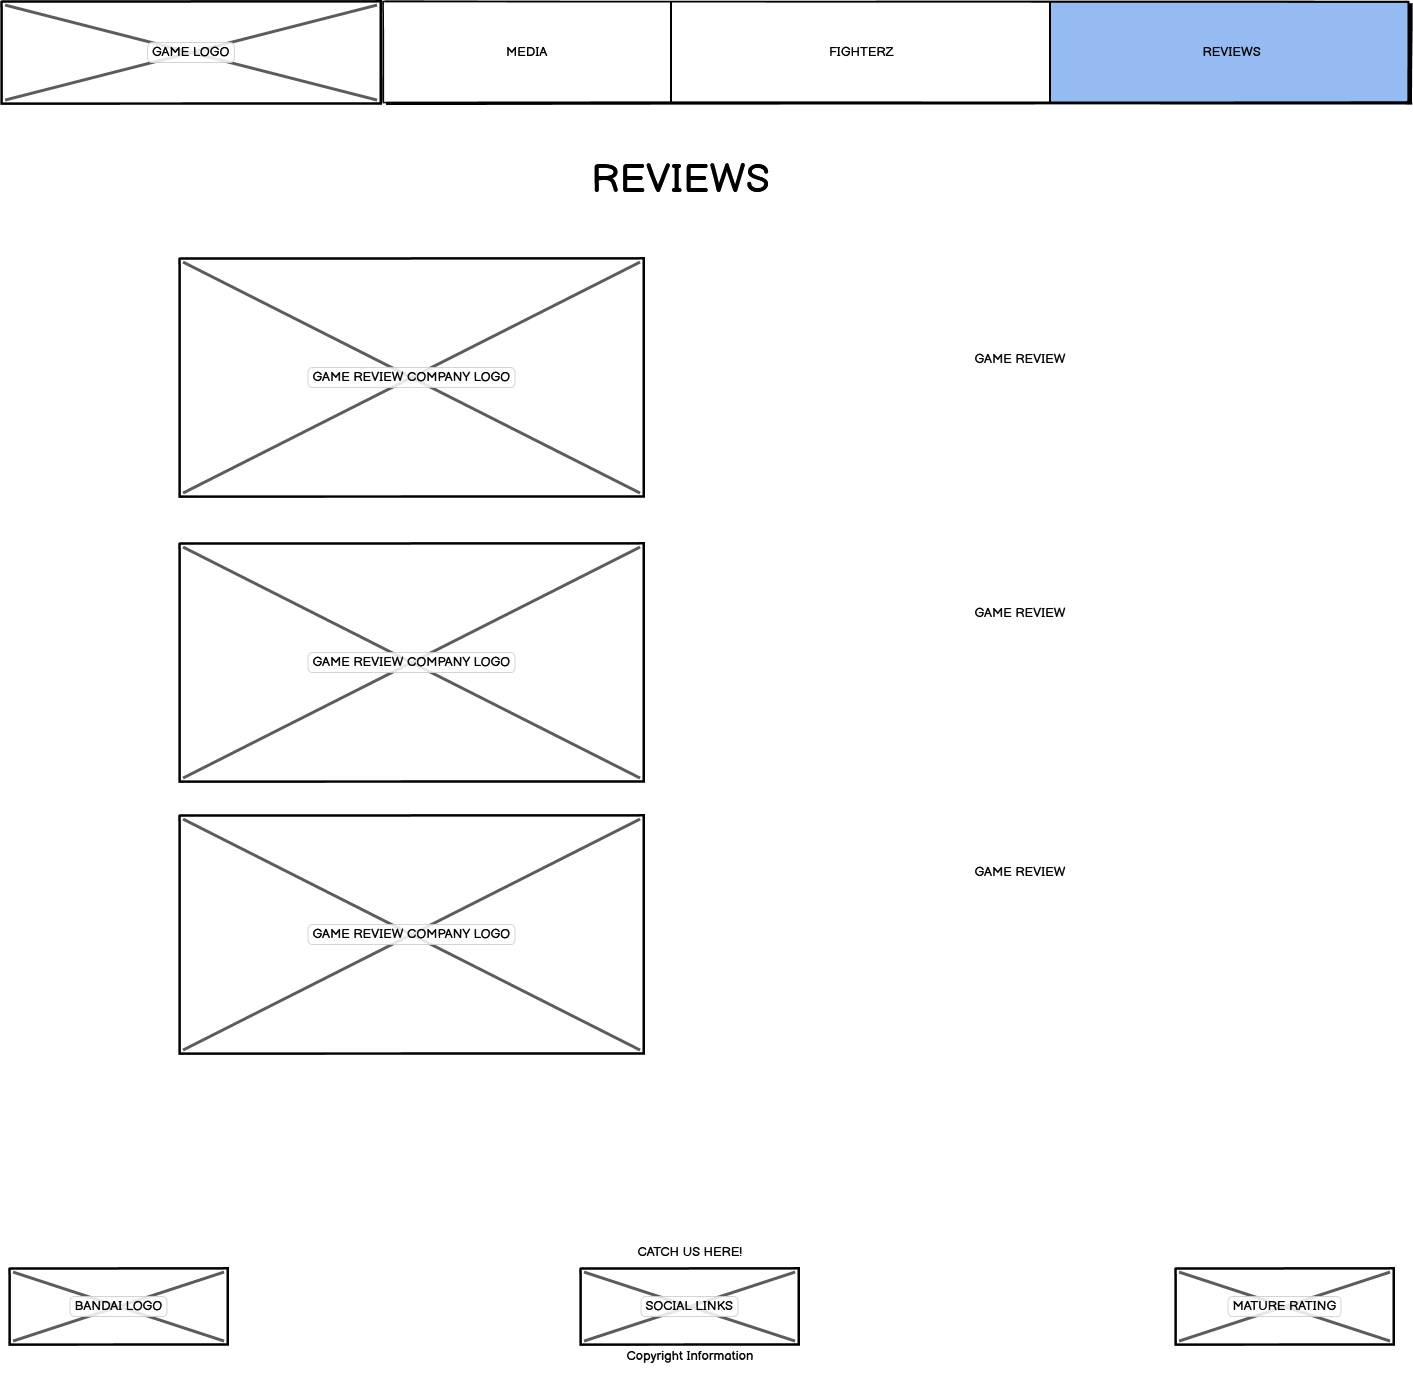 GAME LOGO
MEDIA
FIGHTERZ
REVIEWS
REVIEWS
GAME REVIEW COMPANY LOGO
GAME REVIEW
GAME REVIEW COMPANY LOGO
GAME REVIEW
GAME REVIEW COMPANY LOGO
GAME REVIEW
CATCH US HERE!
BANDAI LOGO
SOCIAL LINKS
MATURE RATING
Copyright Information